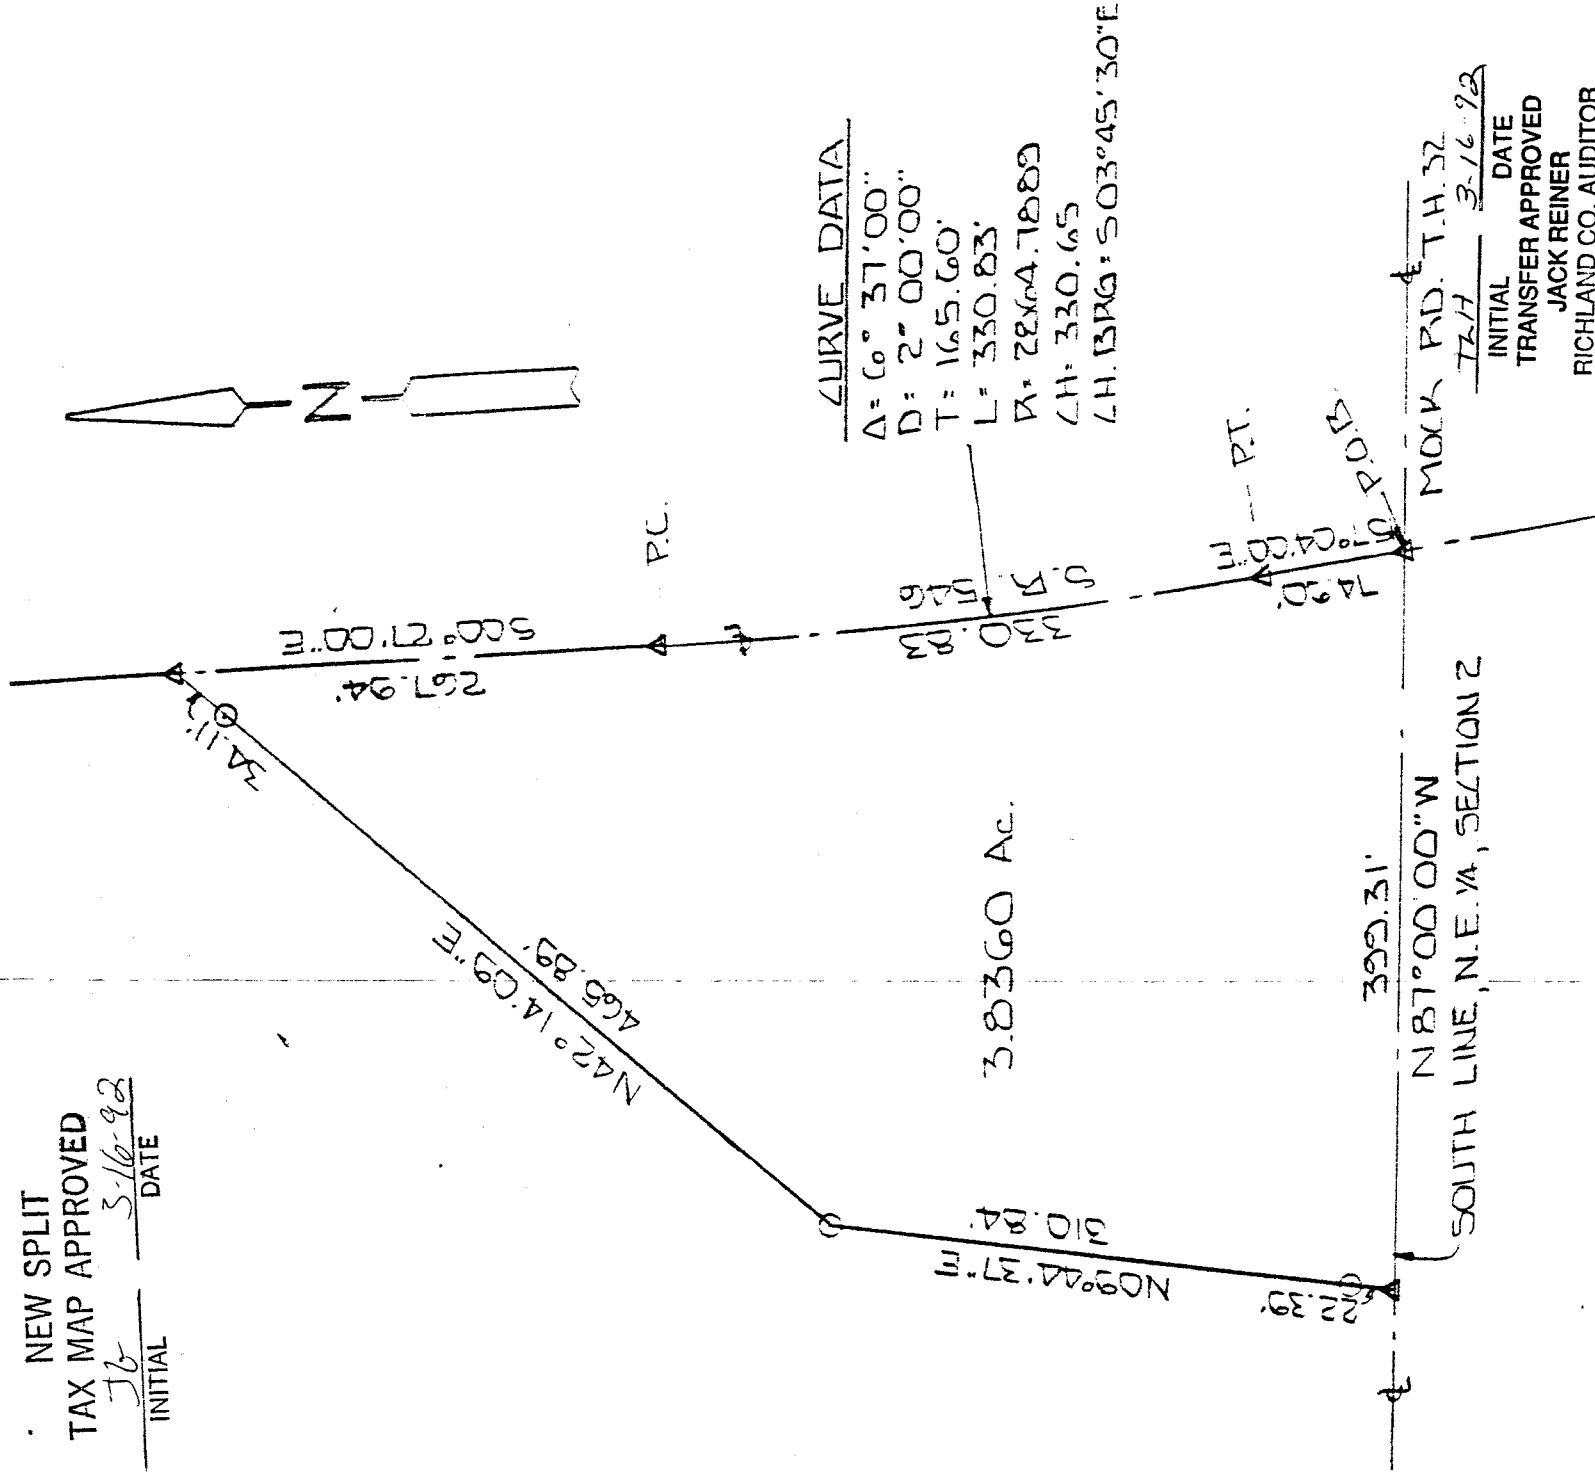 NEW SPLIT
TAX MAP APPROVED
3-16-92
INITIAL DATE
N
34.11'
N42°14'09"E
465.89'
310.84'
N09°44'37"E
22.39'
3.8360 Ac.
S00°27'00"E
267.94'
P.C.
S.R. 546
330.83
CURVE DATA
Δ= 6° 37'00"
D= 2° 00'00"
T= 165.60'
L= 330.83'
R= 2864.7889
CH= 330.65
CH. BRG= S03°45'30"E
P.T.
S7°04'00"E
74.20'
P.O.B.
399.31'
N87°00'00"W
SOUTH LINE, N.E. 1/4, SECTION 2
MOCK RD. T.H. 32
3-16-92
INITIAL DATE
TRANSFER APPROVED
JACK REINER
RICHLAND CO. AUDITOR